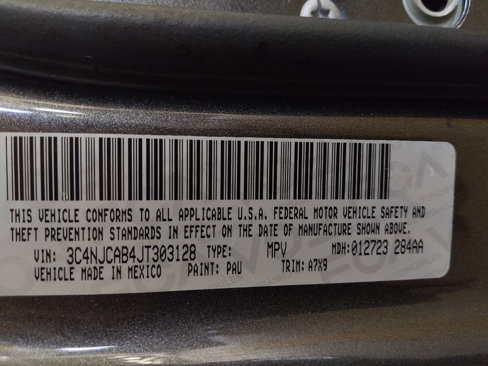 THIS VEHICLE CONFORMS TO ALL APPLICABLE U.S.A. FEDERAL MOTOR VEHICLE SAFETY AND
THEFT PREVENTION STANDARDS IN EFFECT ON THE DATE OF MANUFACTURE SHOWN ABOVE.
VIN: 3C4NJCAB4JT303128 TYPE: MPV MDH:012723 284AA
VEHICLE MADE IN MEXICO PAINT: PAU TRIM: A7X9